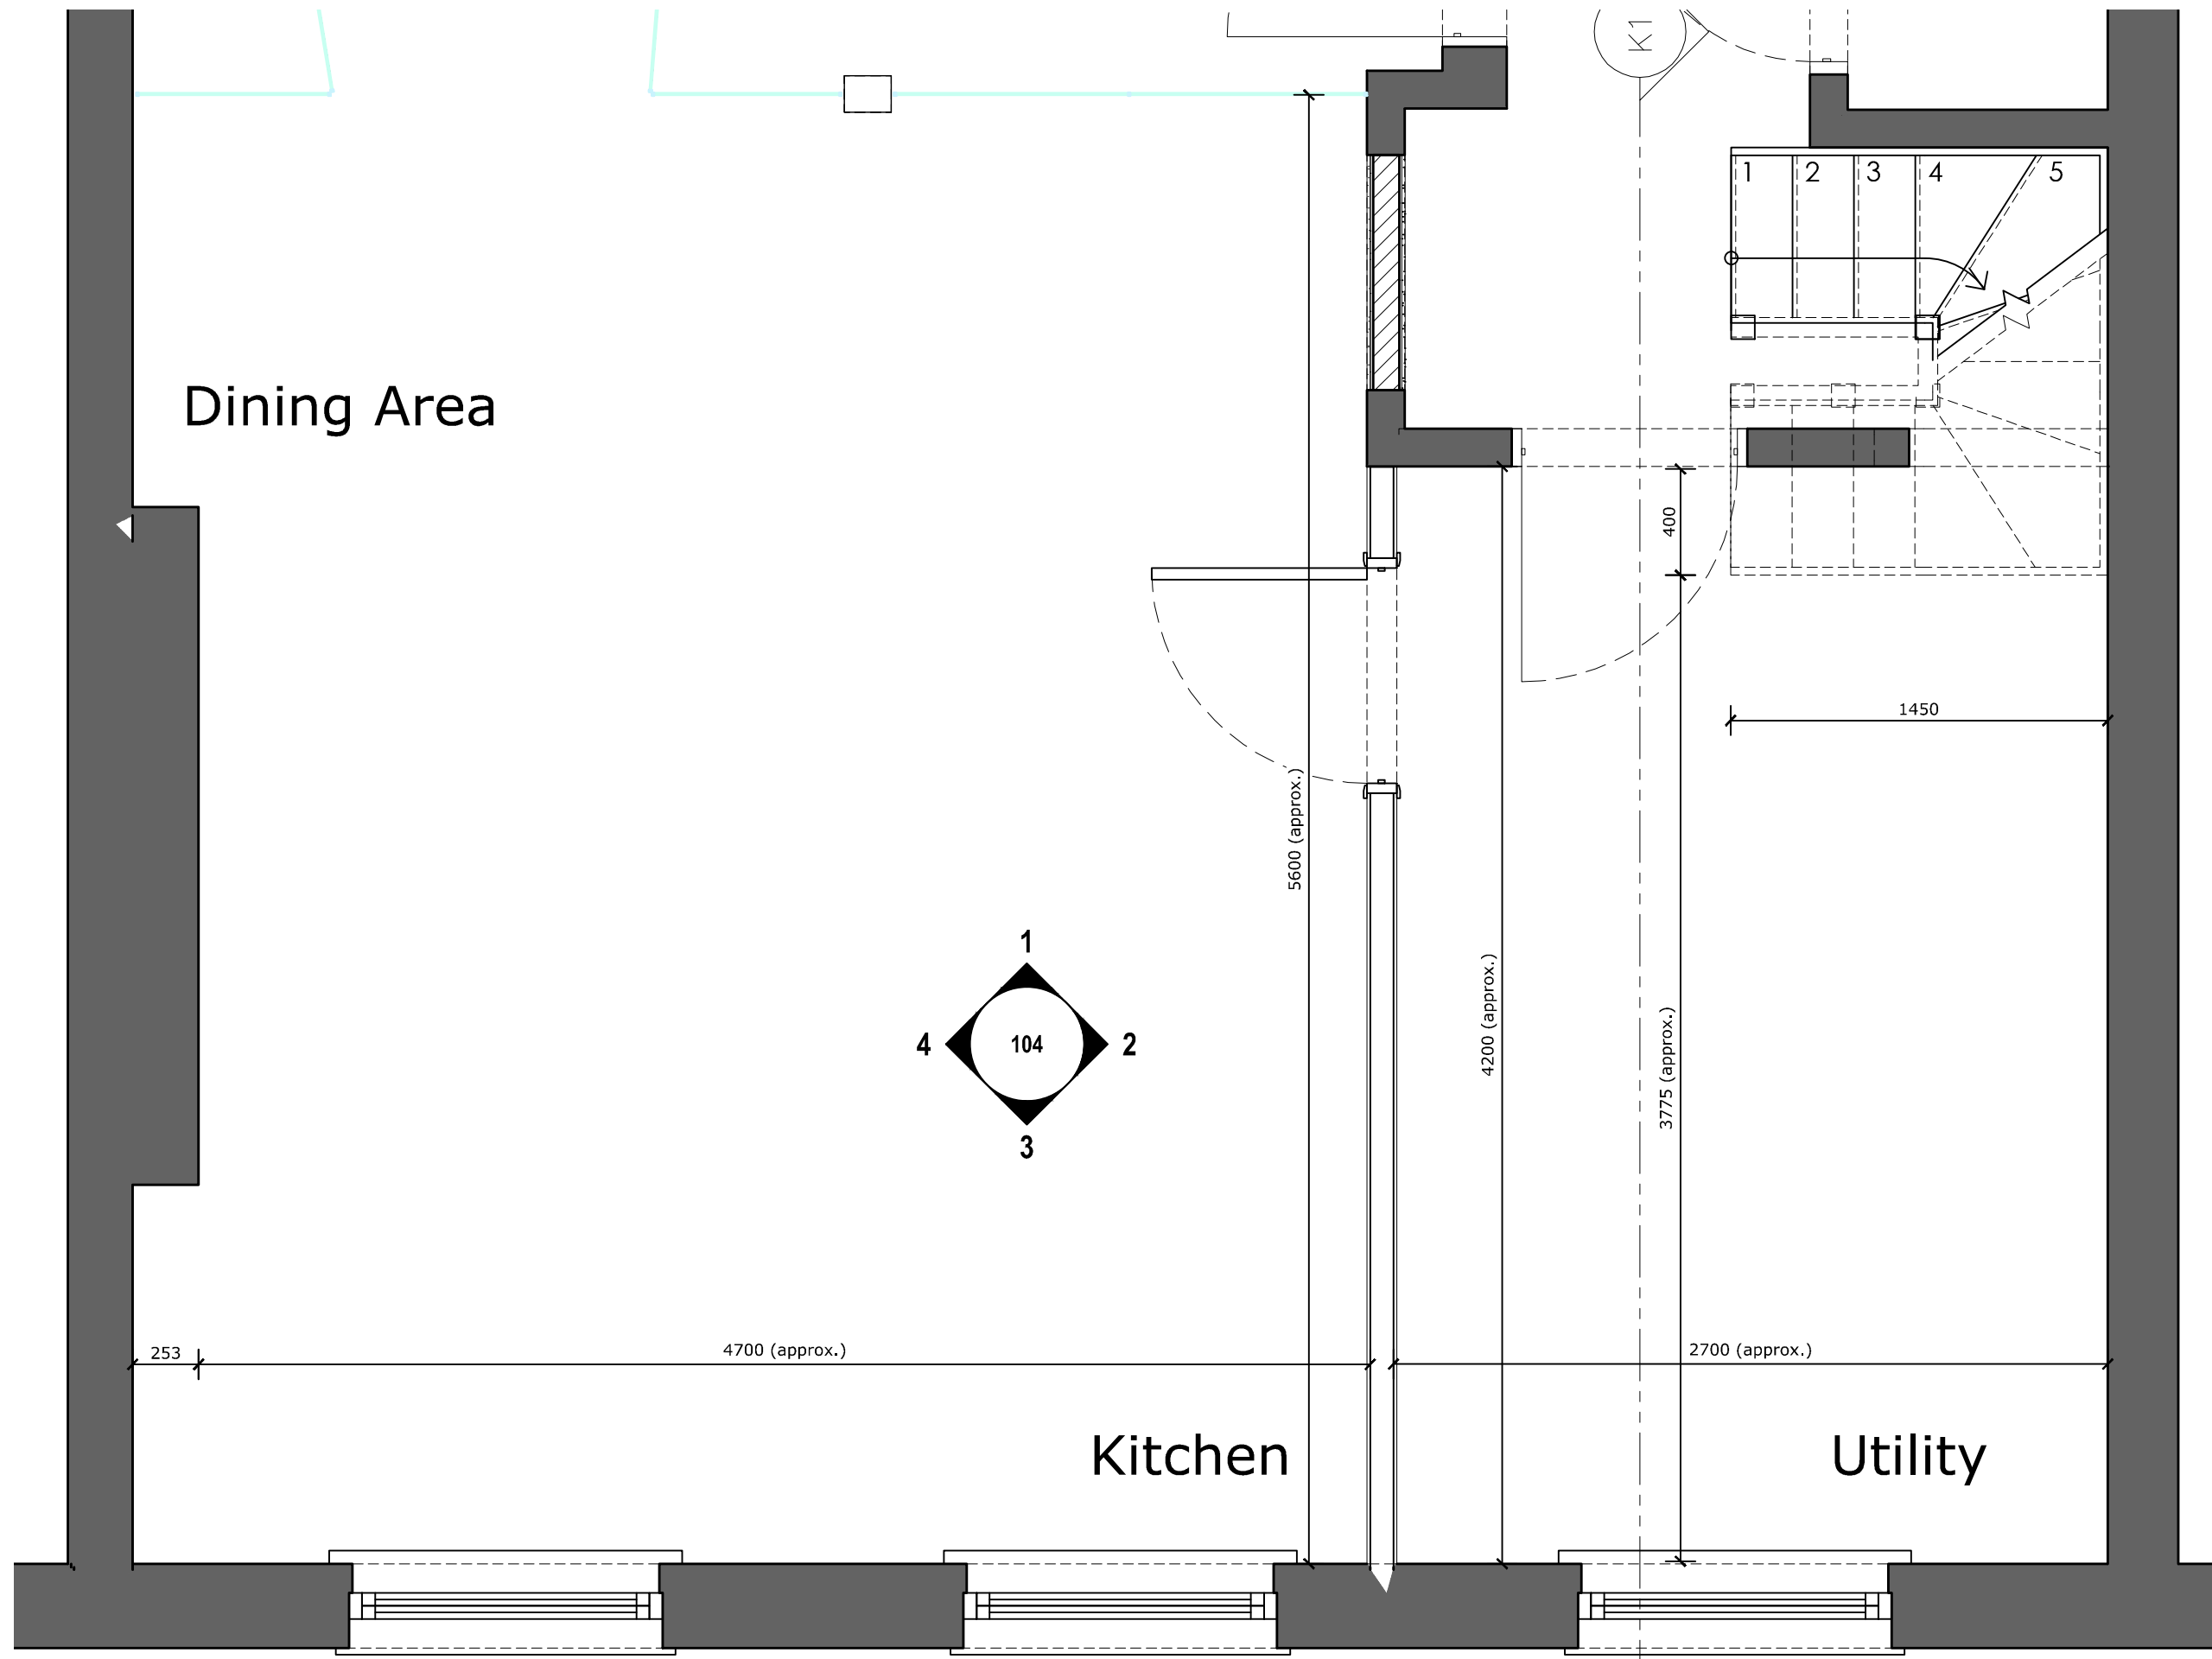 K1
1 2 3 4 5
Dining Area
400
1450
5600 (approx.)
1
4 104 2
3
4200 (approx.)
3775 (approx.)
253
4700 (approx.)
2700 (approx.)
Kitchen
Utility